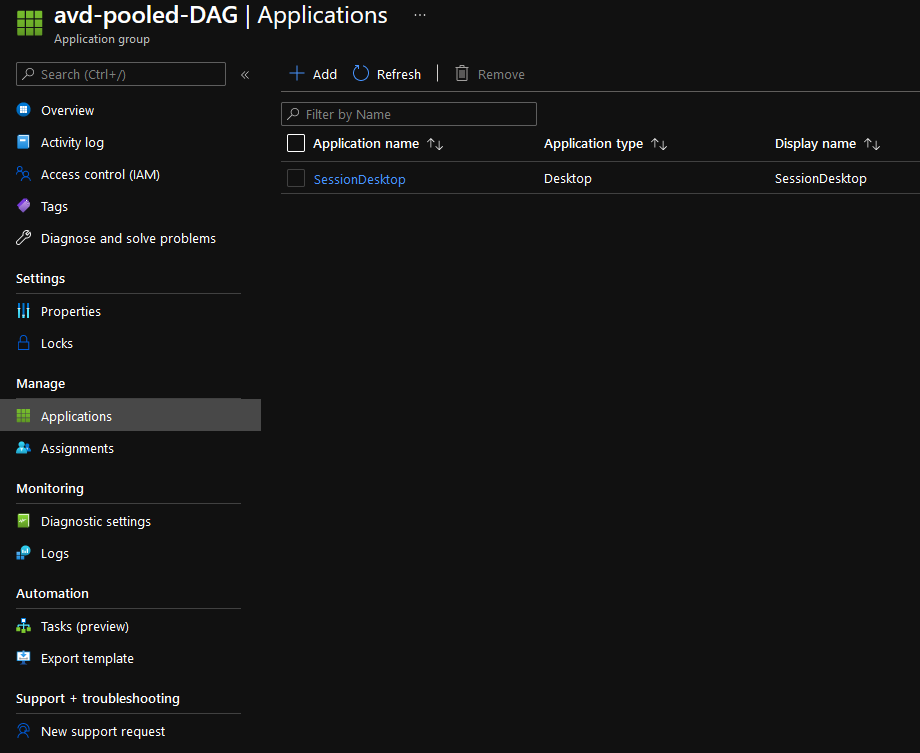 avd-pooled-DAG | Applications ...
Application group
Search (Ctrl+/) «
Overview
Activity log
Access control (IAM)
Tags
Diagnose and solve problems
Settings
Properties
Locks
Manage
Applications
Assignments
Monitoring
Diagnostic settings
Logs
Automation
Tasks (preview)
Export template
Support + troubleshooting
New support request
Add Refresh | Remove
Filter by Name
Application name ↑↓ Application type ↑↓ Display name ↑↓
SessionDesktop Desktop SessionDesktop